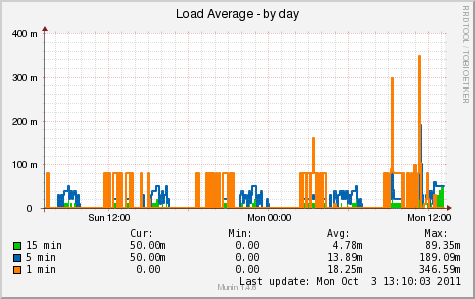 Load Average - by day
RRDTOOL / TOBI OETIKER
400 m
300 m
200 m
100 m
0
Sun 12:00 Mon 00:00 Mon 12:00
Cur: Min: Avg: Max:
15 min 50.00m 0.00 4.78m 89.35m
5 min 50.00m 0.00 13.89m 189.09m
1 min 0.00 0.00 18.25m 346.59m
Last update: Mon Oct 3 13:10:03 2011
Munin 1.4.6